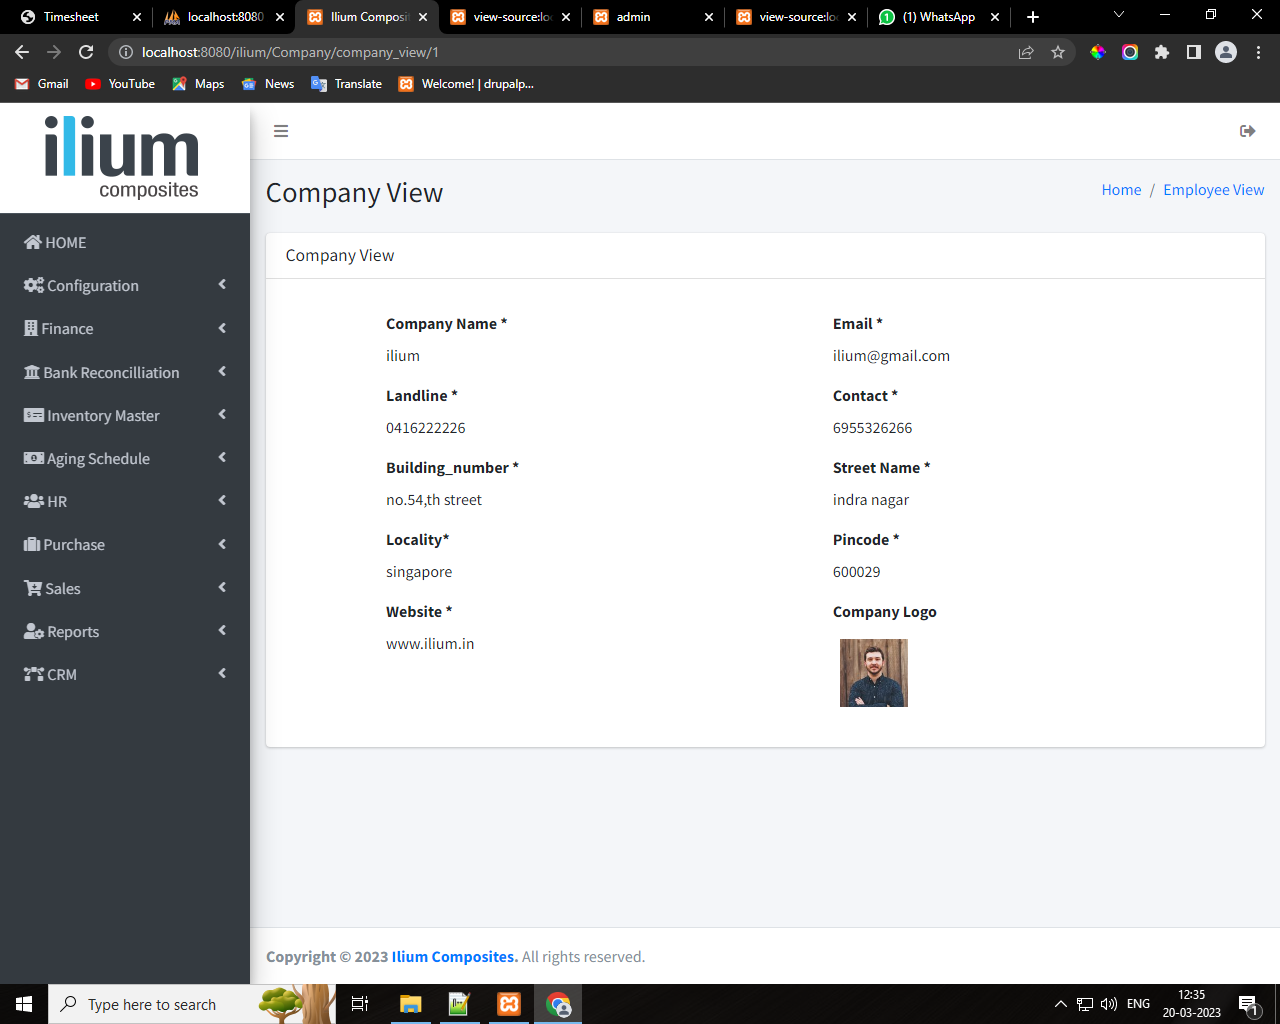 Timesheet
localhost:8080
Ilium Composi
view-source:lo
admin
view-source:lo
(1) WhatsApp
localhost:8080/ilium/Company/company_view/1
Gmail
YouTube
Maps
News
Translate
Welcome! | drupalp...
ilium
composites
Company View
Home / Employee View
HOME
Configuration
Finance
Bank Reconcilliation
Inventory Master
Aging Schedule
HR
Purchase
Sales
Reports
CRM
Company View
Company Name *
ilium
Email *
ilium@gmail.com
Landline *
0416222226
Contact *
6955326266
Building_number *
no.54,th street
Street Name *
indra nagar
Locality*
singapore
Pincode *
600029
Website *
www.ilium.in
Company Logo
Copyright © 2023 Ilium Composites. All rights reserved.
Type here to search
ENG
12:35
20-03-2023
1